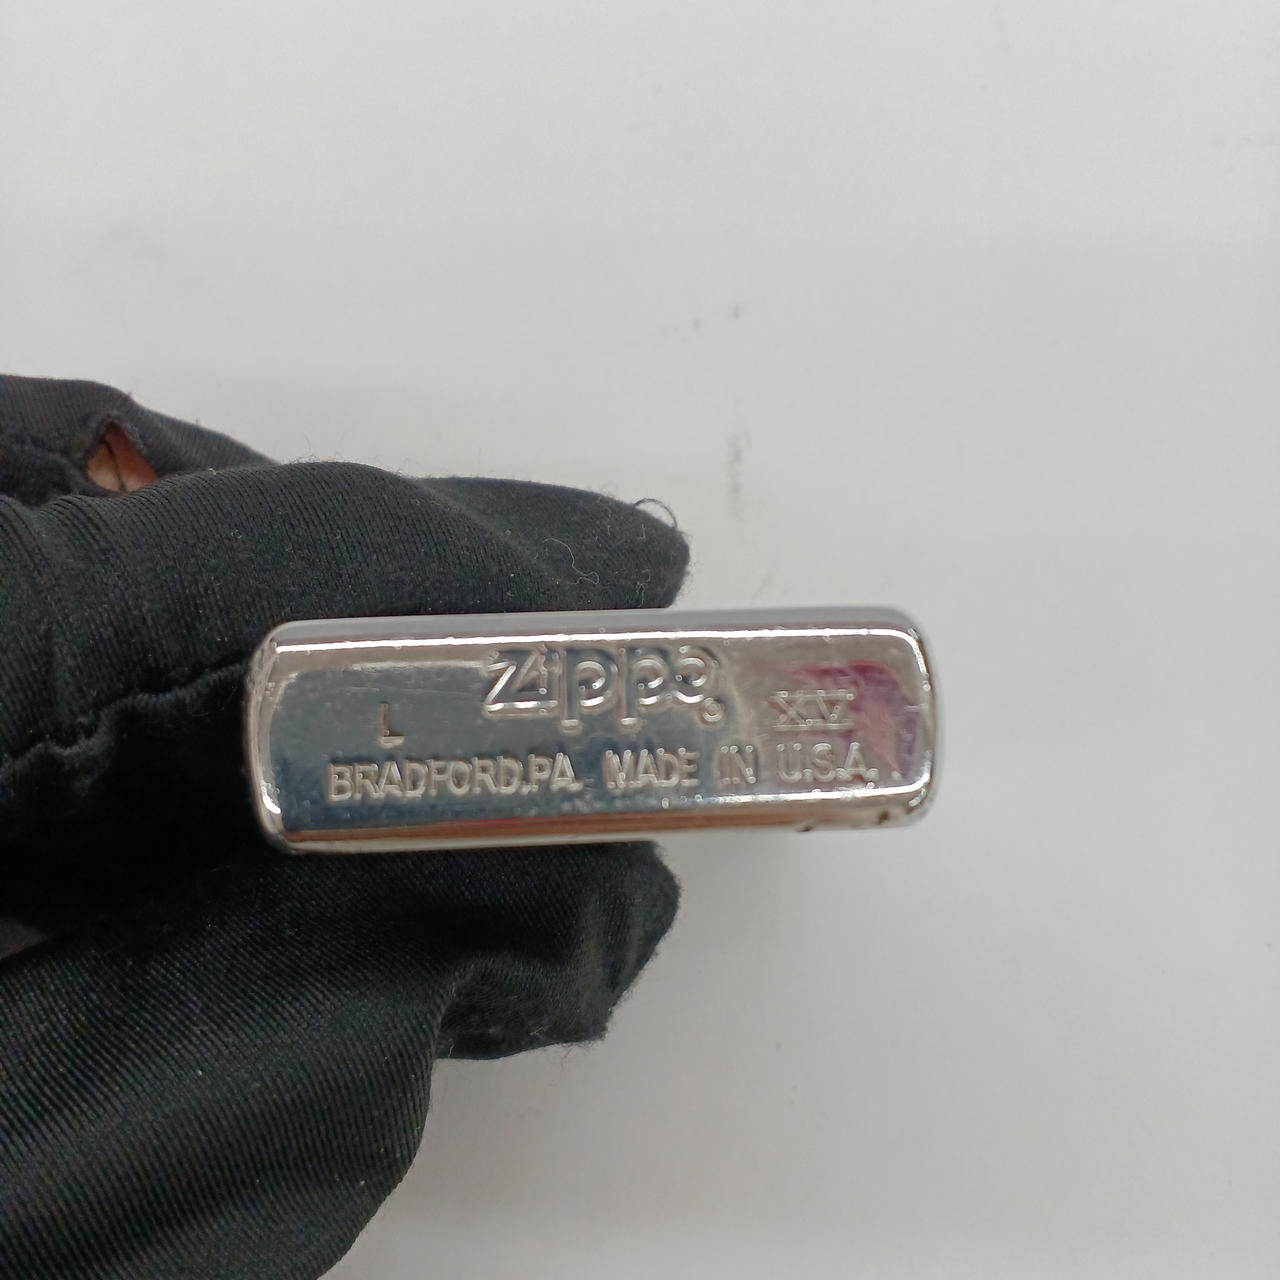 L Zippo® XV
BRADFORD,PA. MADE IN U.S.A.